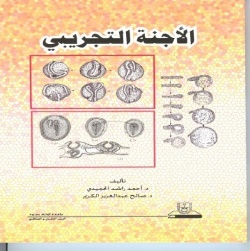 الأجنة التجريبي
تأليف
د. أحمد راشد الحميدي
د. صالح عبدالعزيز الكريم